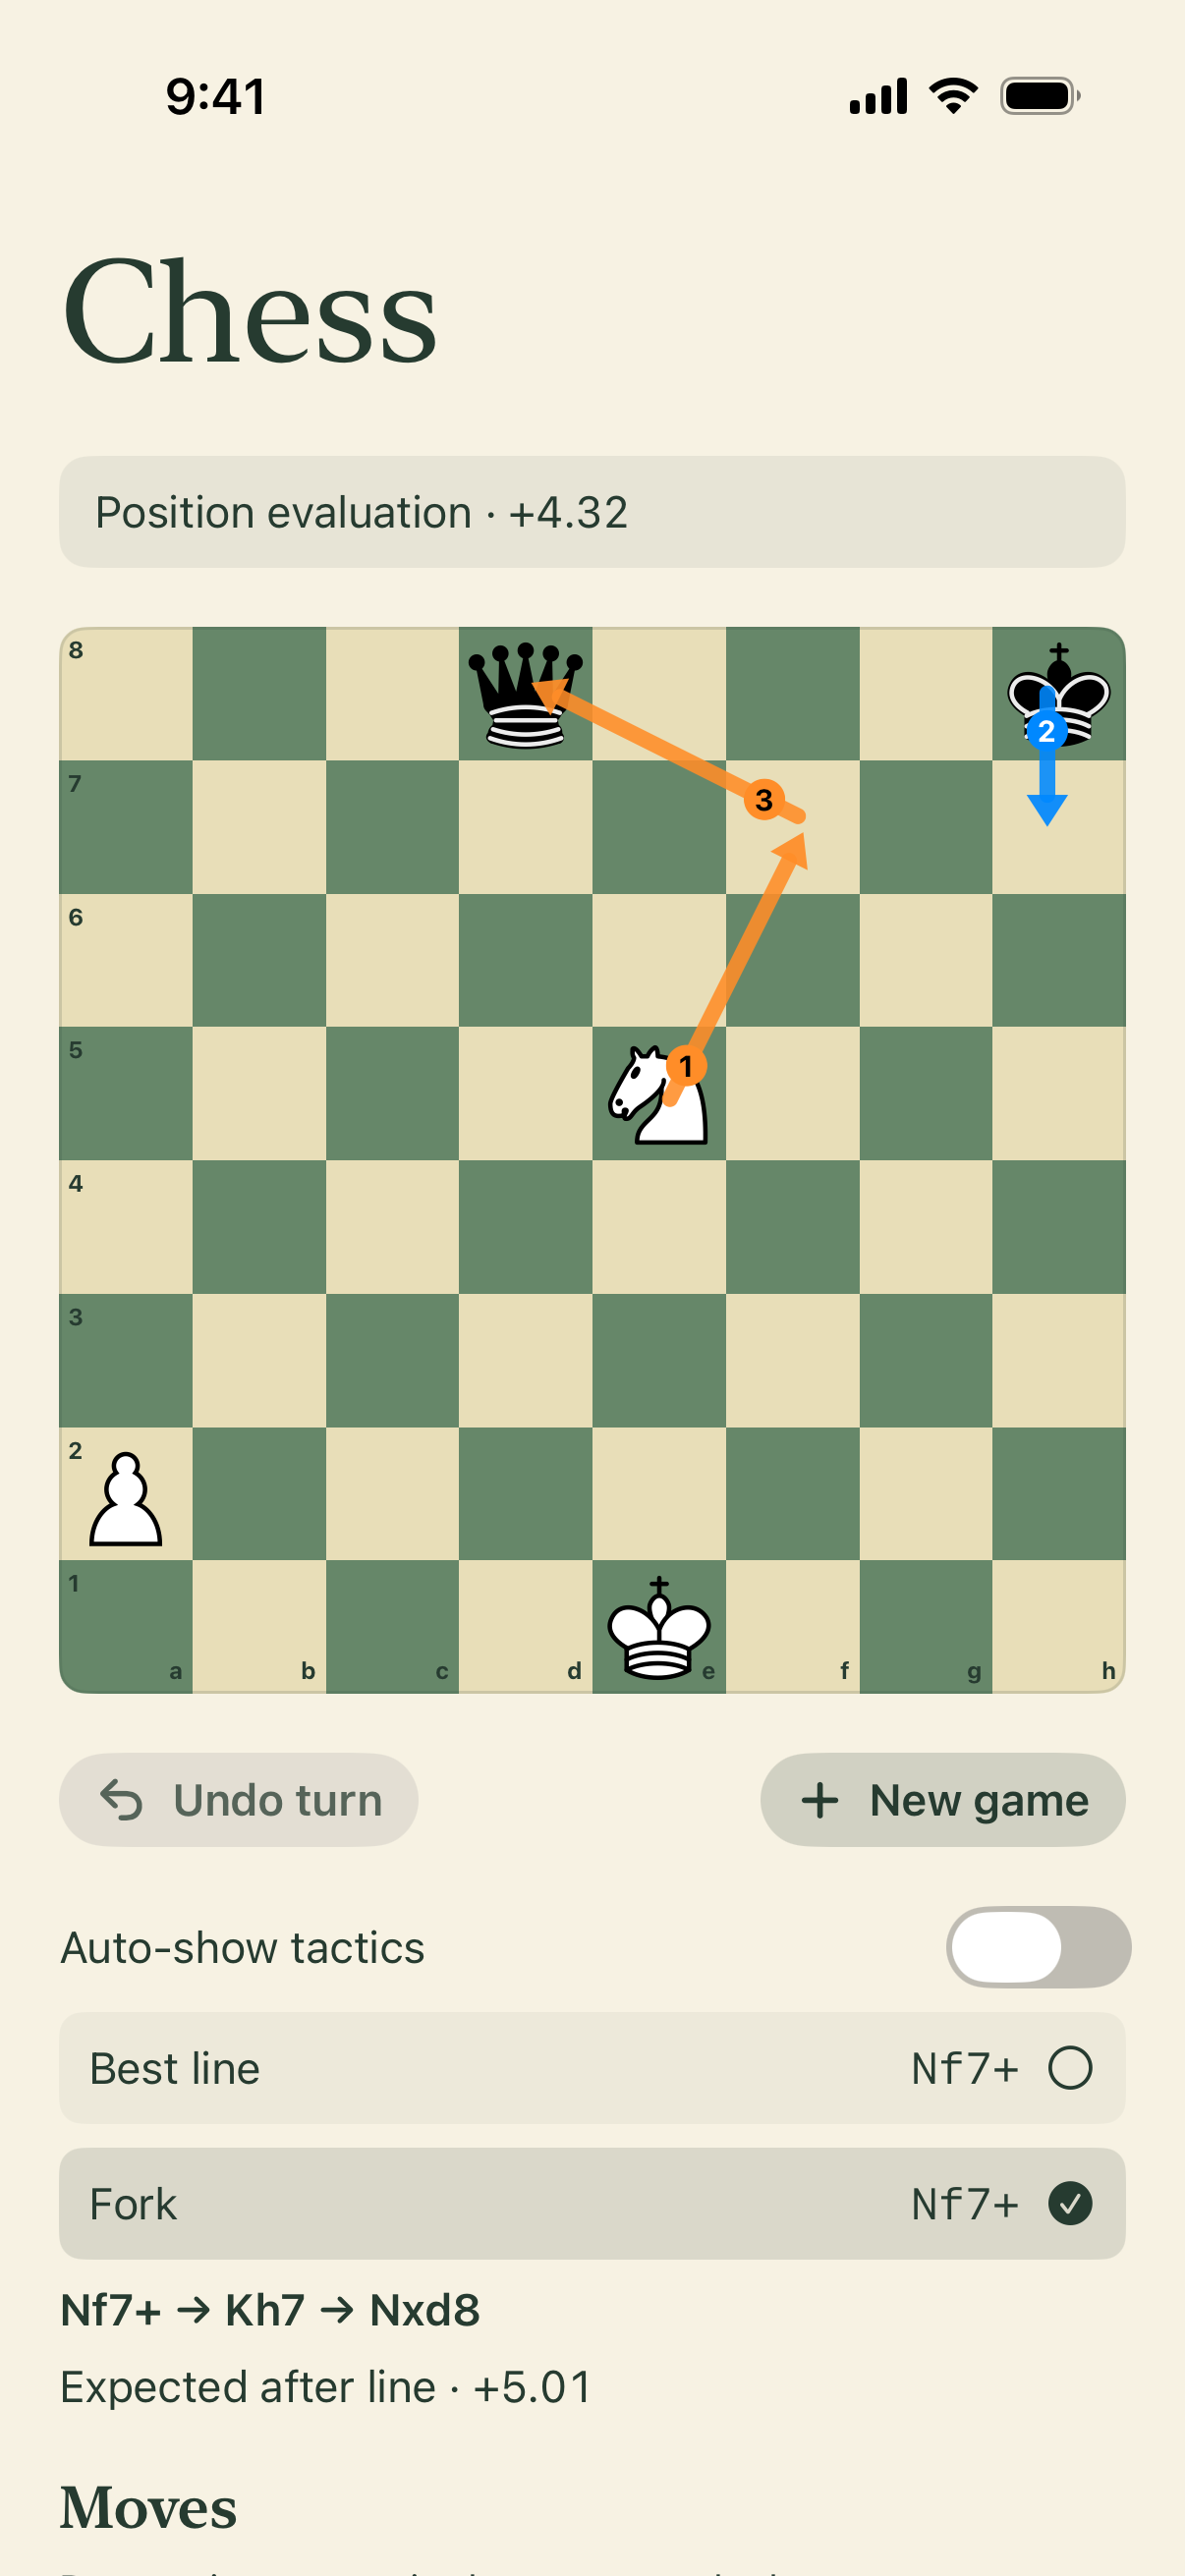 9:41
Chess
Position evaluation · +4.32
8
7
3
2
6
5
1
4
3
2
1
a b c d e f g h
Undo turn
New game
Auto-show tactics
Best line Nf7+
Fork Nf7+
Nf7+ → Kh7 → Nxd8
Expected after line · +5.01
Moves